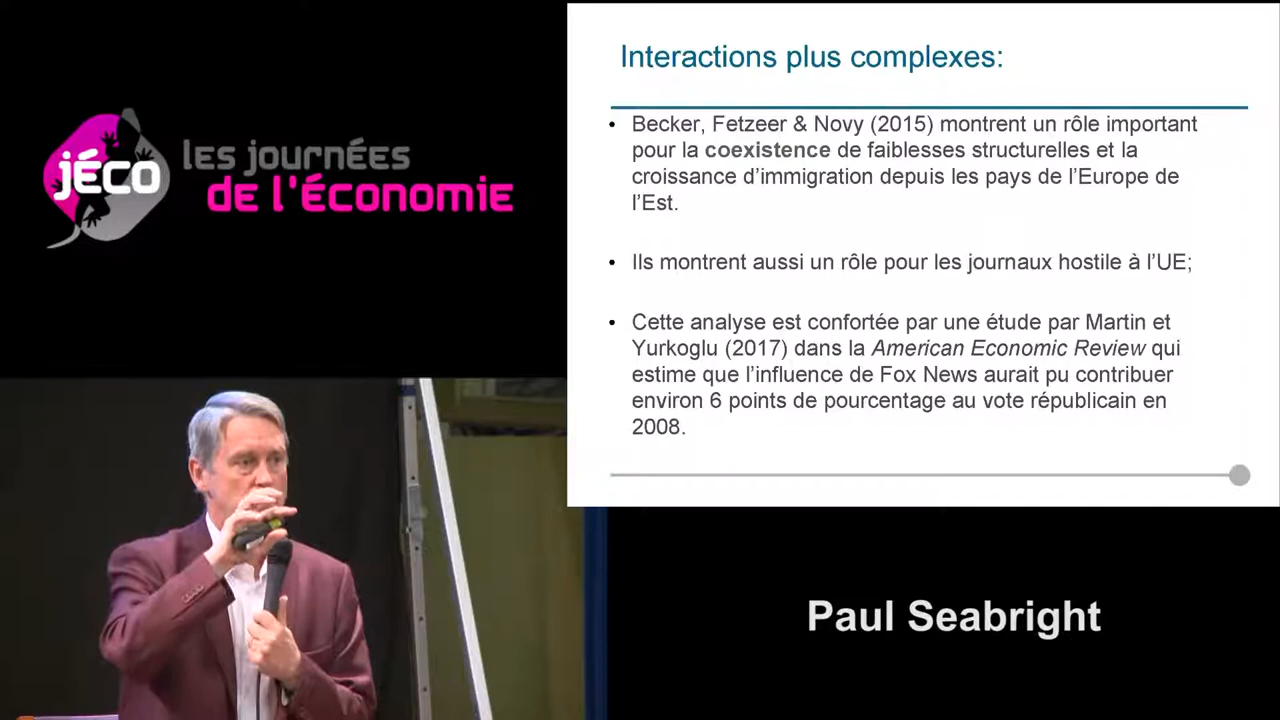 jéco
les journées
de l'économie
Interactions plus complexes:
• Becker, Fetzeer & Novy (2015) montrent un rôle important
pour la coexistence de faiblesses structurelles et la
croissance d’immigration depuis les pays de l’Europe de
l’Est.
• Ils montrent aussi un rôle pour les journaux hostile à l’UE;
• Cette analyse est confortée par une étude par Martin et
Yurkoglu (2017) dans la American Economic Review qui
estime que l’influence de Fox News aurait pu contribuer
environ 6 points de pourcentage au vote républicain en
2008.
Paul Seabright